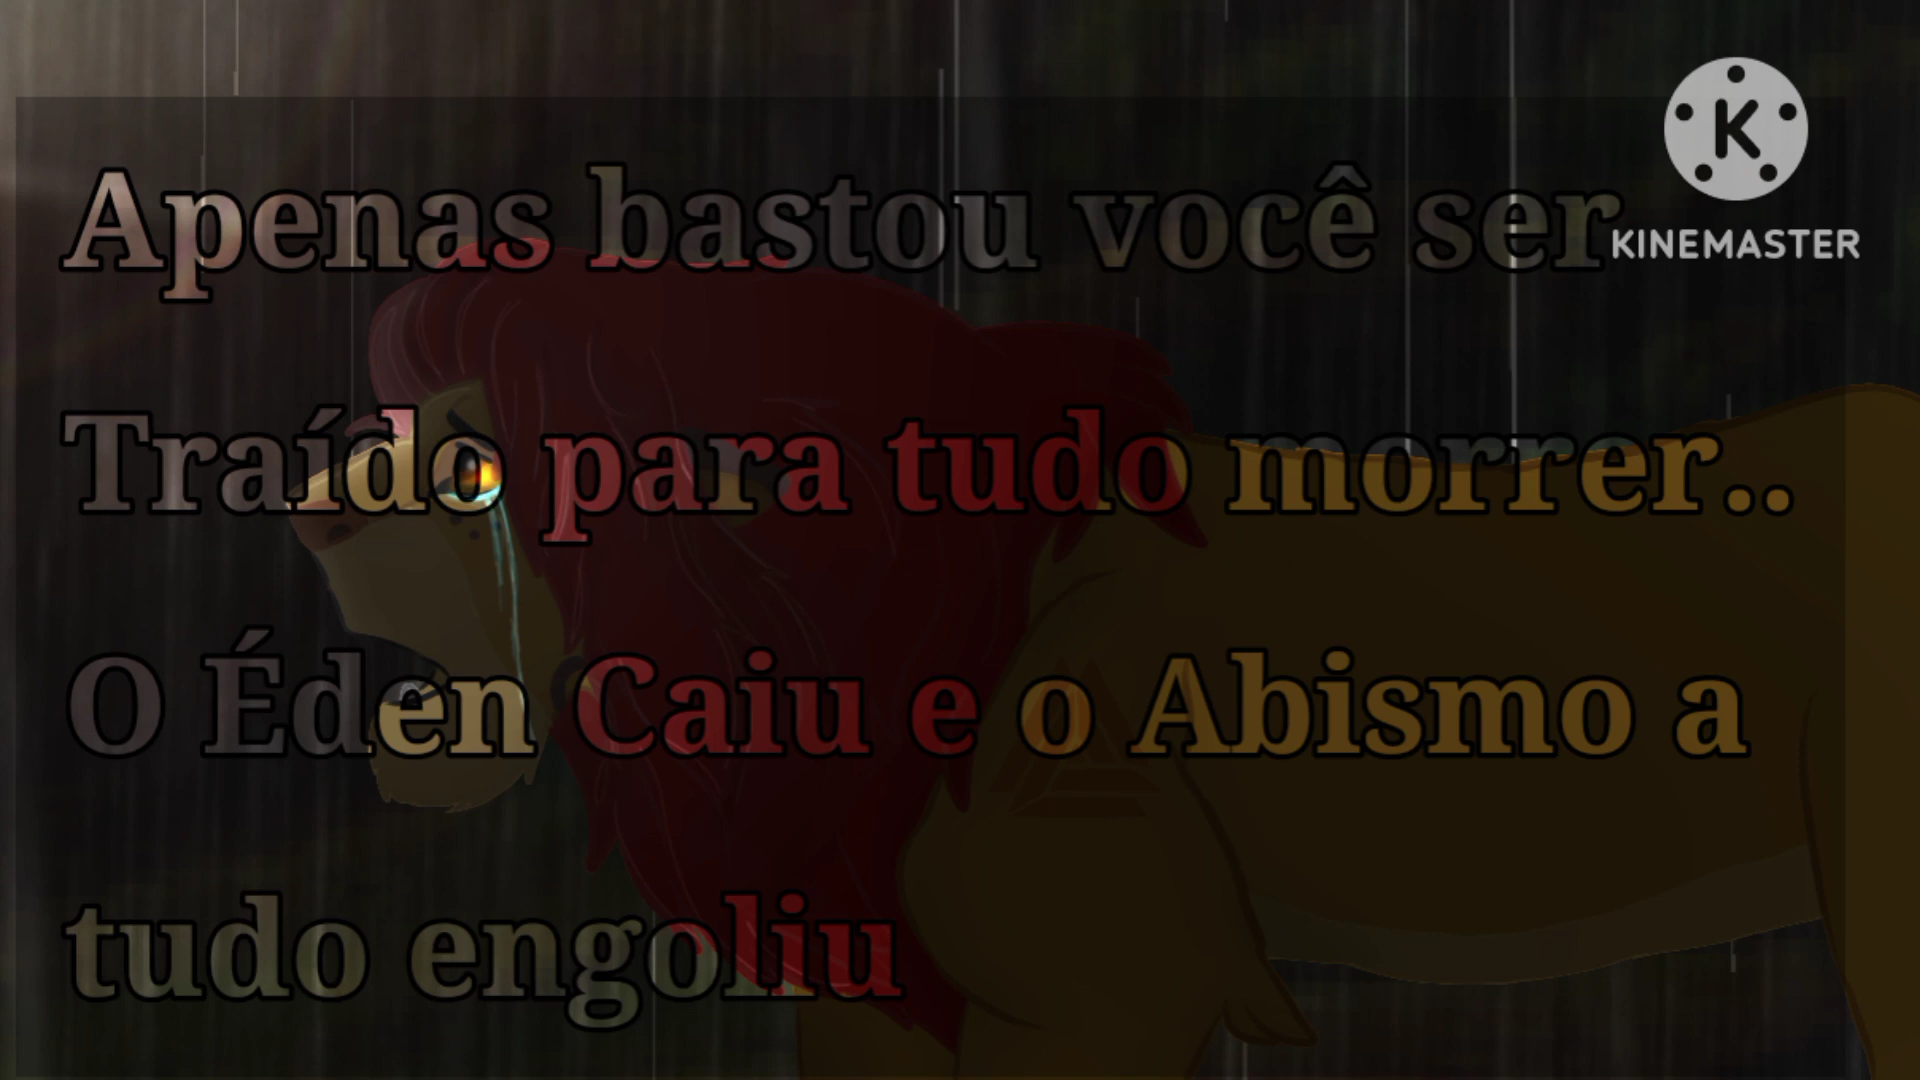 Apenas bastou você ser
Traído para tudo morrer..
O Éden Caiu e o Abismo a
tudo engoliu
K
KINEMASTER